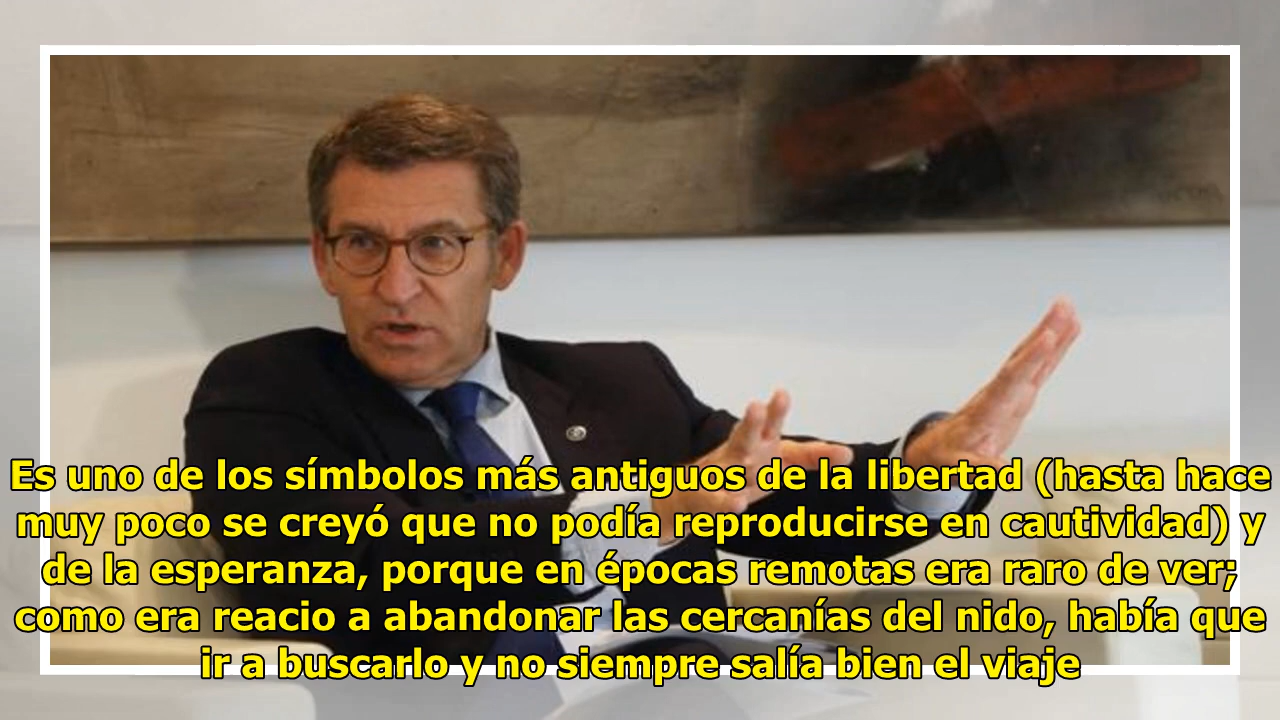 Es uno de los símbolos más antiguos de la libertad (hasta hace
muy poco se creyó que no podía reproducirse en cautividad) y
de la esperanza, porque en épocas remotas era raro de ver;
como era reacio a abandonar las cercanías del nido, había que
ir a buscarlo y no siempre salía bien el viaje